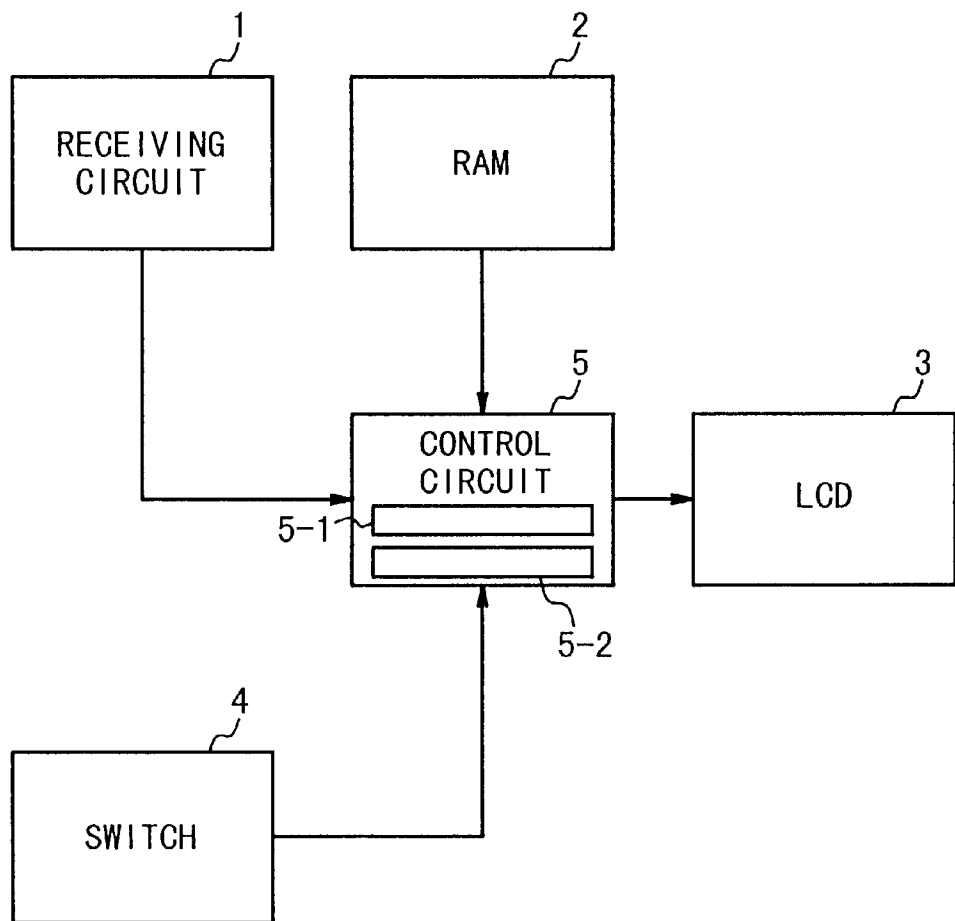 1
2
RECEIVING
CIRCUIT
RAM
5
3
CONTROL
CIRCUIT
LCD
5-1
5-2
4
SWITCH